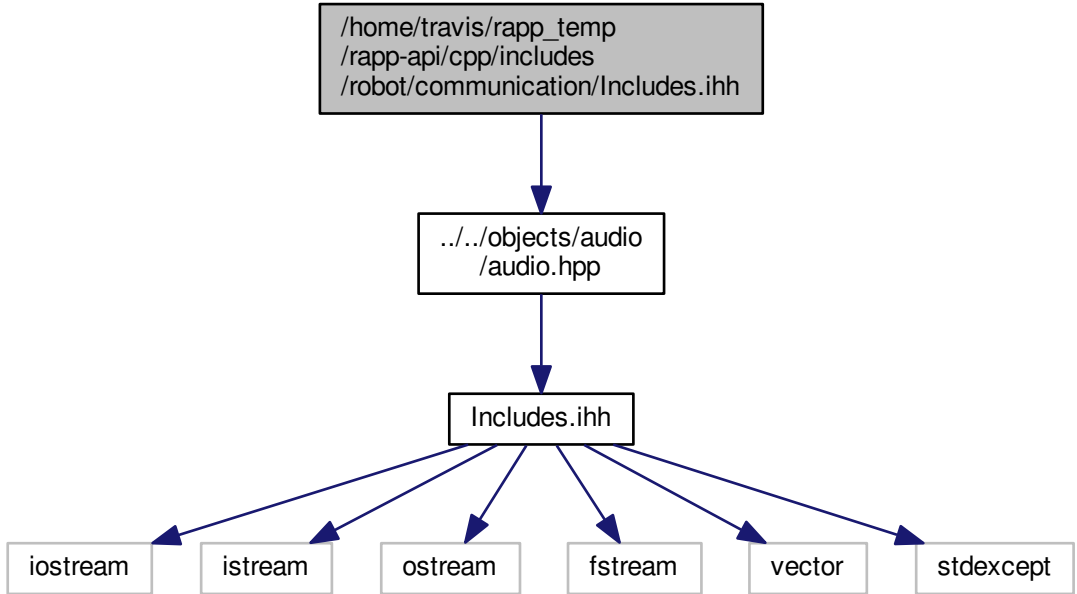 /home/travis/rapp_temp
/rapp-api/cpp/includes
/robot/communication/Includes.ihh
../../objects/audio
/audio.hpp
Includes.ihh
iostream
istream
ostream
fstream
vector
stdexcept